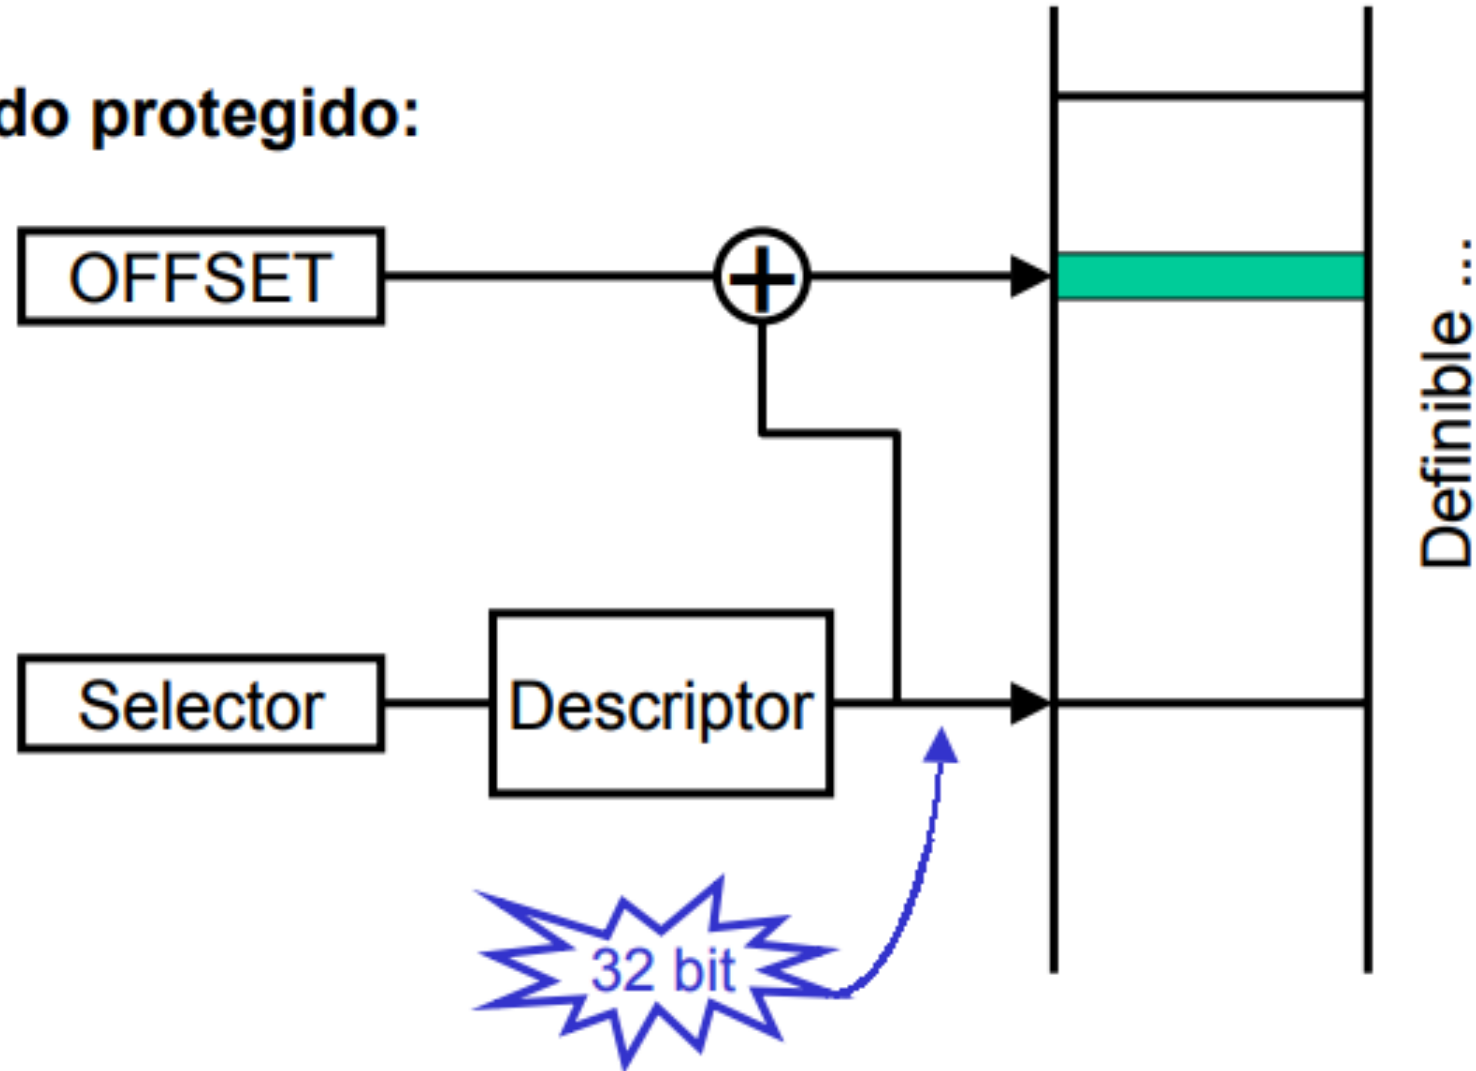 do protegido:
OFFSET
+
Definible ...
Selector
Descriptor
32 bit